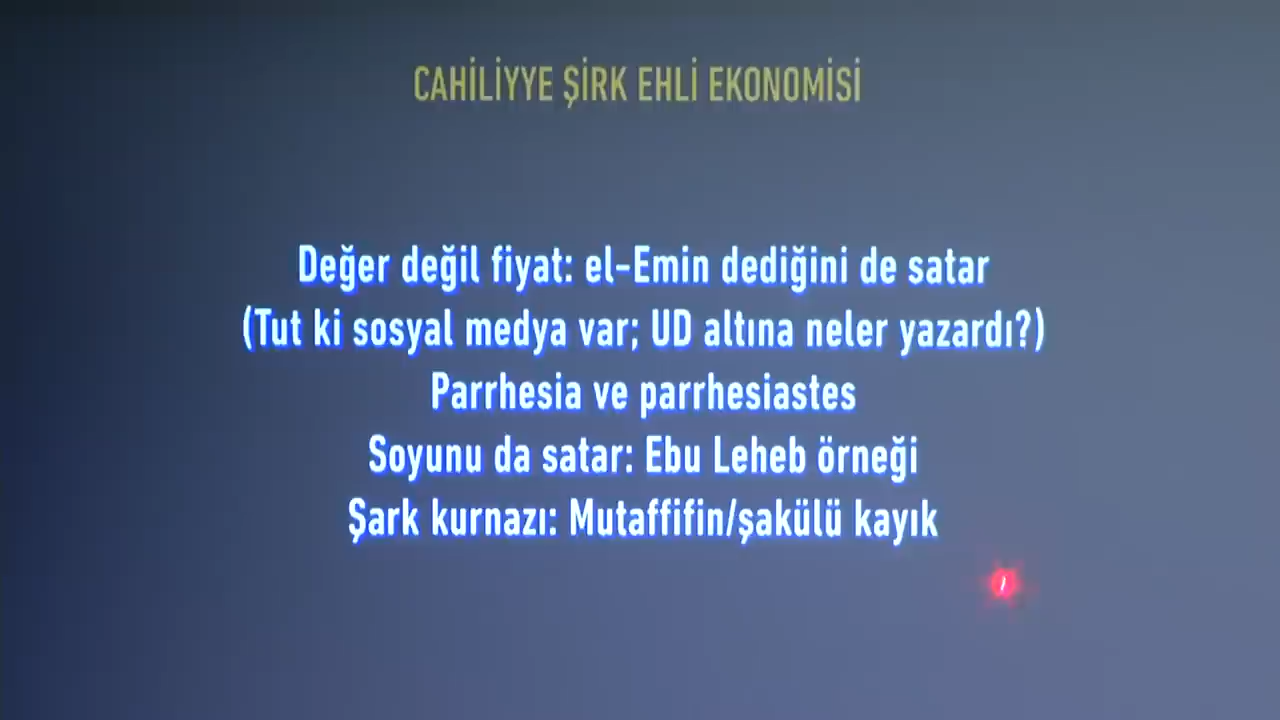 CAHİLİYYE ŞİRK EHLİ EKONOMİSİ
Değer değil fiyat: el-Emin dediğini de satar
(Tut ki sosyal medya var; UD altına neler yazardı?)
Parrhesia ve parrhesiastes
Soyunu da satar: Ebu Leheb örneği
Şark kurnazı: Mutaffifin/şakülü kayık